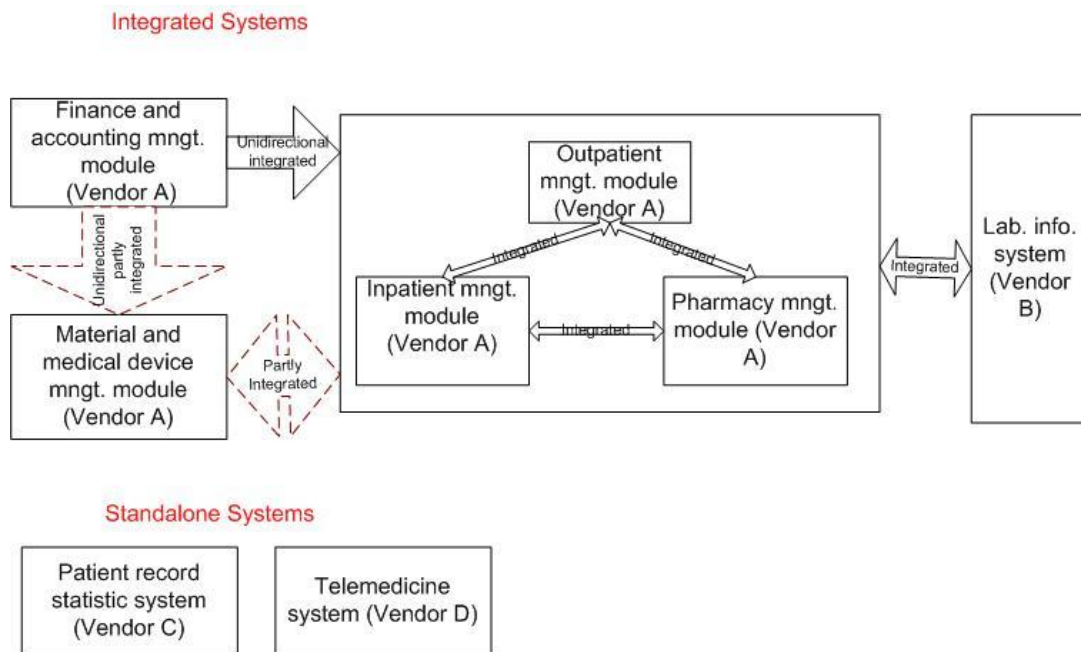 Integrated Systems
Finance and
accounting mngt.
module
(Vendor A)
Unidirectional
integrated
Outpatient
mngt. module
(Vendor A)
Integrated
Integrated
Inpatient mngt.
module
(Vendor A)
Integrated
Pharmacy mngt.
module (Vendor
A)
Integrated
Lab. info.
system
(Vendor
B)
Unidirectional
partly
integrated
Material and
medical device
mngt. module
(Vendor A)
Partly
Integrated
Standalone Systems
Patient record
statistic system
(Vendor C)
Telemedicine
system (Vendor D)